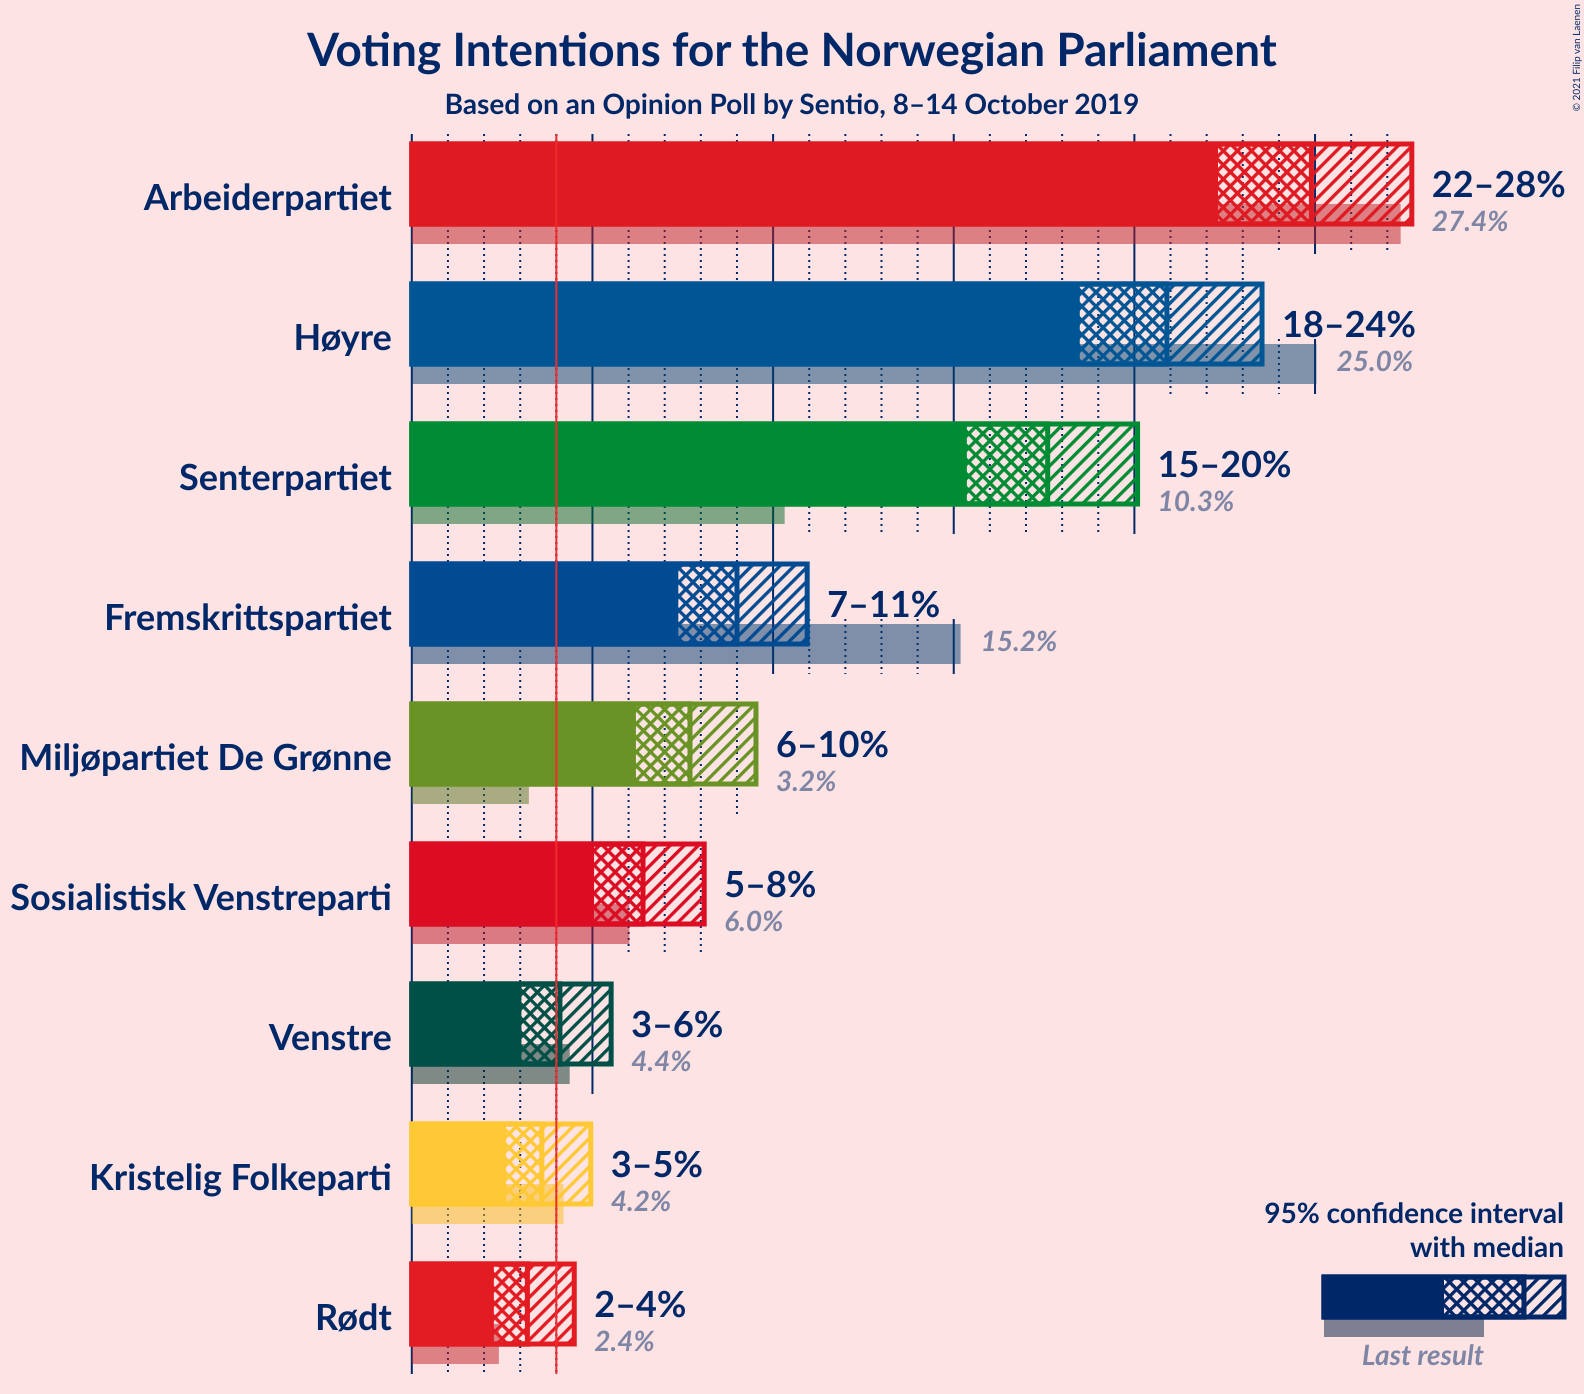 Voting Intentions for the Norwegian Parliament
Based on an Opinion Poll by Sentio, 8–14 October 2019
© 2021 Filip van Laenen
Arbeiderpartiet
22–28%
27.4%
Høyre
18–24%
25.0%
Senterpartiet
15–20%
10.3%
Fremskrittspartiet
7–11%
15.2%
Miljøpartiet De Grønne
6–10%
3.2%
Sosialistisk Venstreparti
5–8%
6.0%
Venstre
3–6%
4.4%
Kristelig Folkeparti
3–5%
4.2%
Rødt
2–4%
2.4%
95% confidence interval
with median
Last result